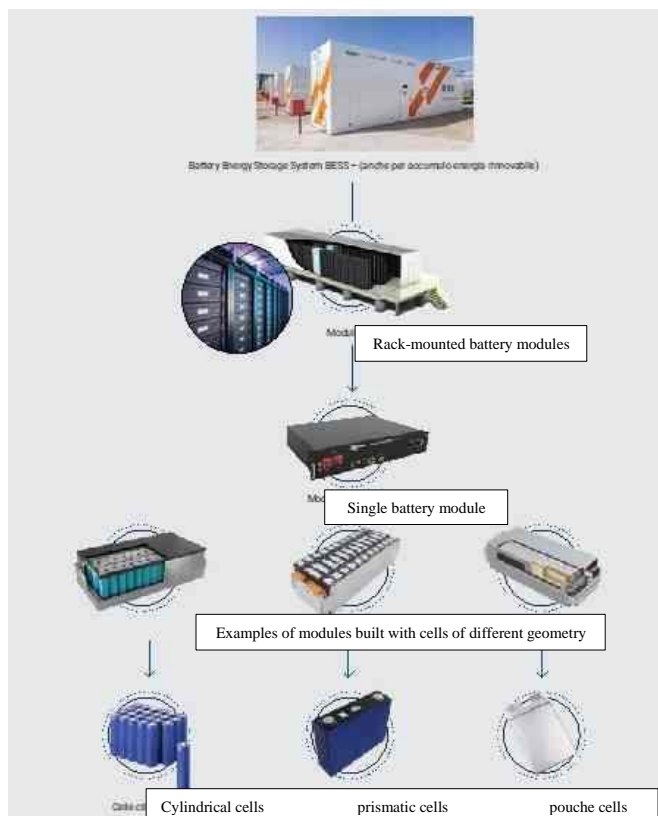 Battery Energy Storage System BESS – (anche per accumulo energia rinnovabile)
Rack-mounted battery modules
Single battery module
Examples of modules built with cells of different geometry
Cylindrical cells prismatic cells pouche cells